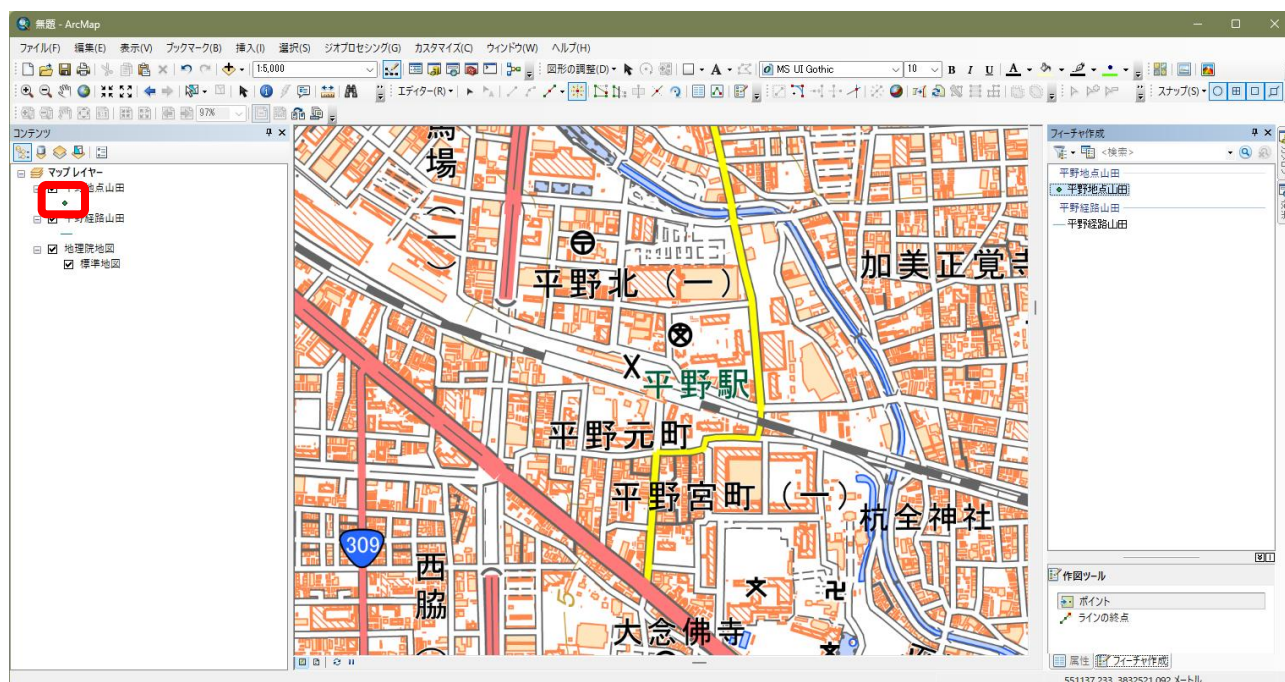 無題 - ArcMap
ファイル(F) 編集(E) 表示(V) ブックマーク(B) 挿入(I) 選択(S) ジオプロセシング(G) カスタマイズ(C) ウィンドウ(W) ヘルプ(H)
1:5,000
図形の調整(D)
A
MS UI Gothic
10
B I U A
エディター(R)
スナップ(S)
97%
コンテンツ
マップ レイヤー
地点山田
平野経路山田
地理院地図
標準地図
馬場(一)
平野北(一)
加美正覚寺
平野駅
平野元町
平野宮町(一)
杭全神社
309
西脇
大念佛寺
フィーチャ作成
<検索>
平野地点山田
平野地点山田
平野経路山田
平野経路山田
作図ツール
ポイント
ラインの終点
属性 フィーチャ作成
551137.233 3832521.092 メートル